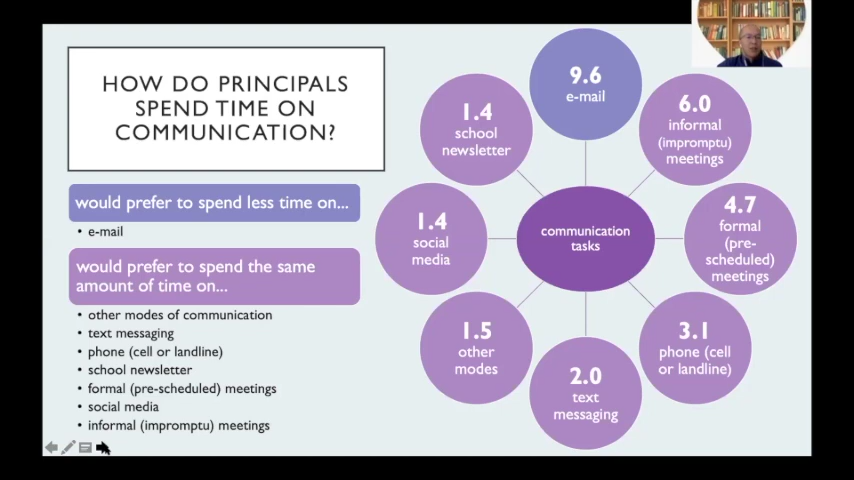 HOW DO PRINCIPALS
SPEND TIME ON
COMMUNICATION?
would prefer to spend less time on...
• e-mail
would prefer to spend the same
amount of time on...
• other modes of communication
• text messaging
• phone (cell or landline)
• school newsletter
• formal (pre-scheduled) meetings
• social media
• informal (impromptu) meetings
communication
tasks
9.6
e-mail
6.0
informal
(impromptu)
meetings
4.7
formal
(pre-
scheduled)
meetings
3.1
phone (cell
or landline)
2.0
text
messaging
1.5
other
modes
1.4
social
media
1.4
school
newsletter